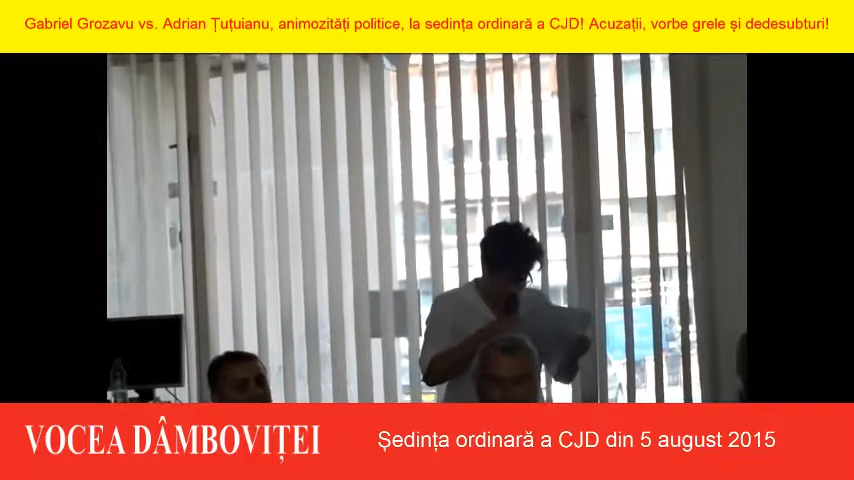 Gabriel Grozavu vs. Adrian Țuțuianu, animozități politice, la sedința ordinară a CJD! Acuzații, vorbe grele și dedesubturi!
VOCEA DÂMBOVIȚEI
Ședința ordinară a CJD din 5 august 2015